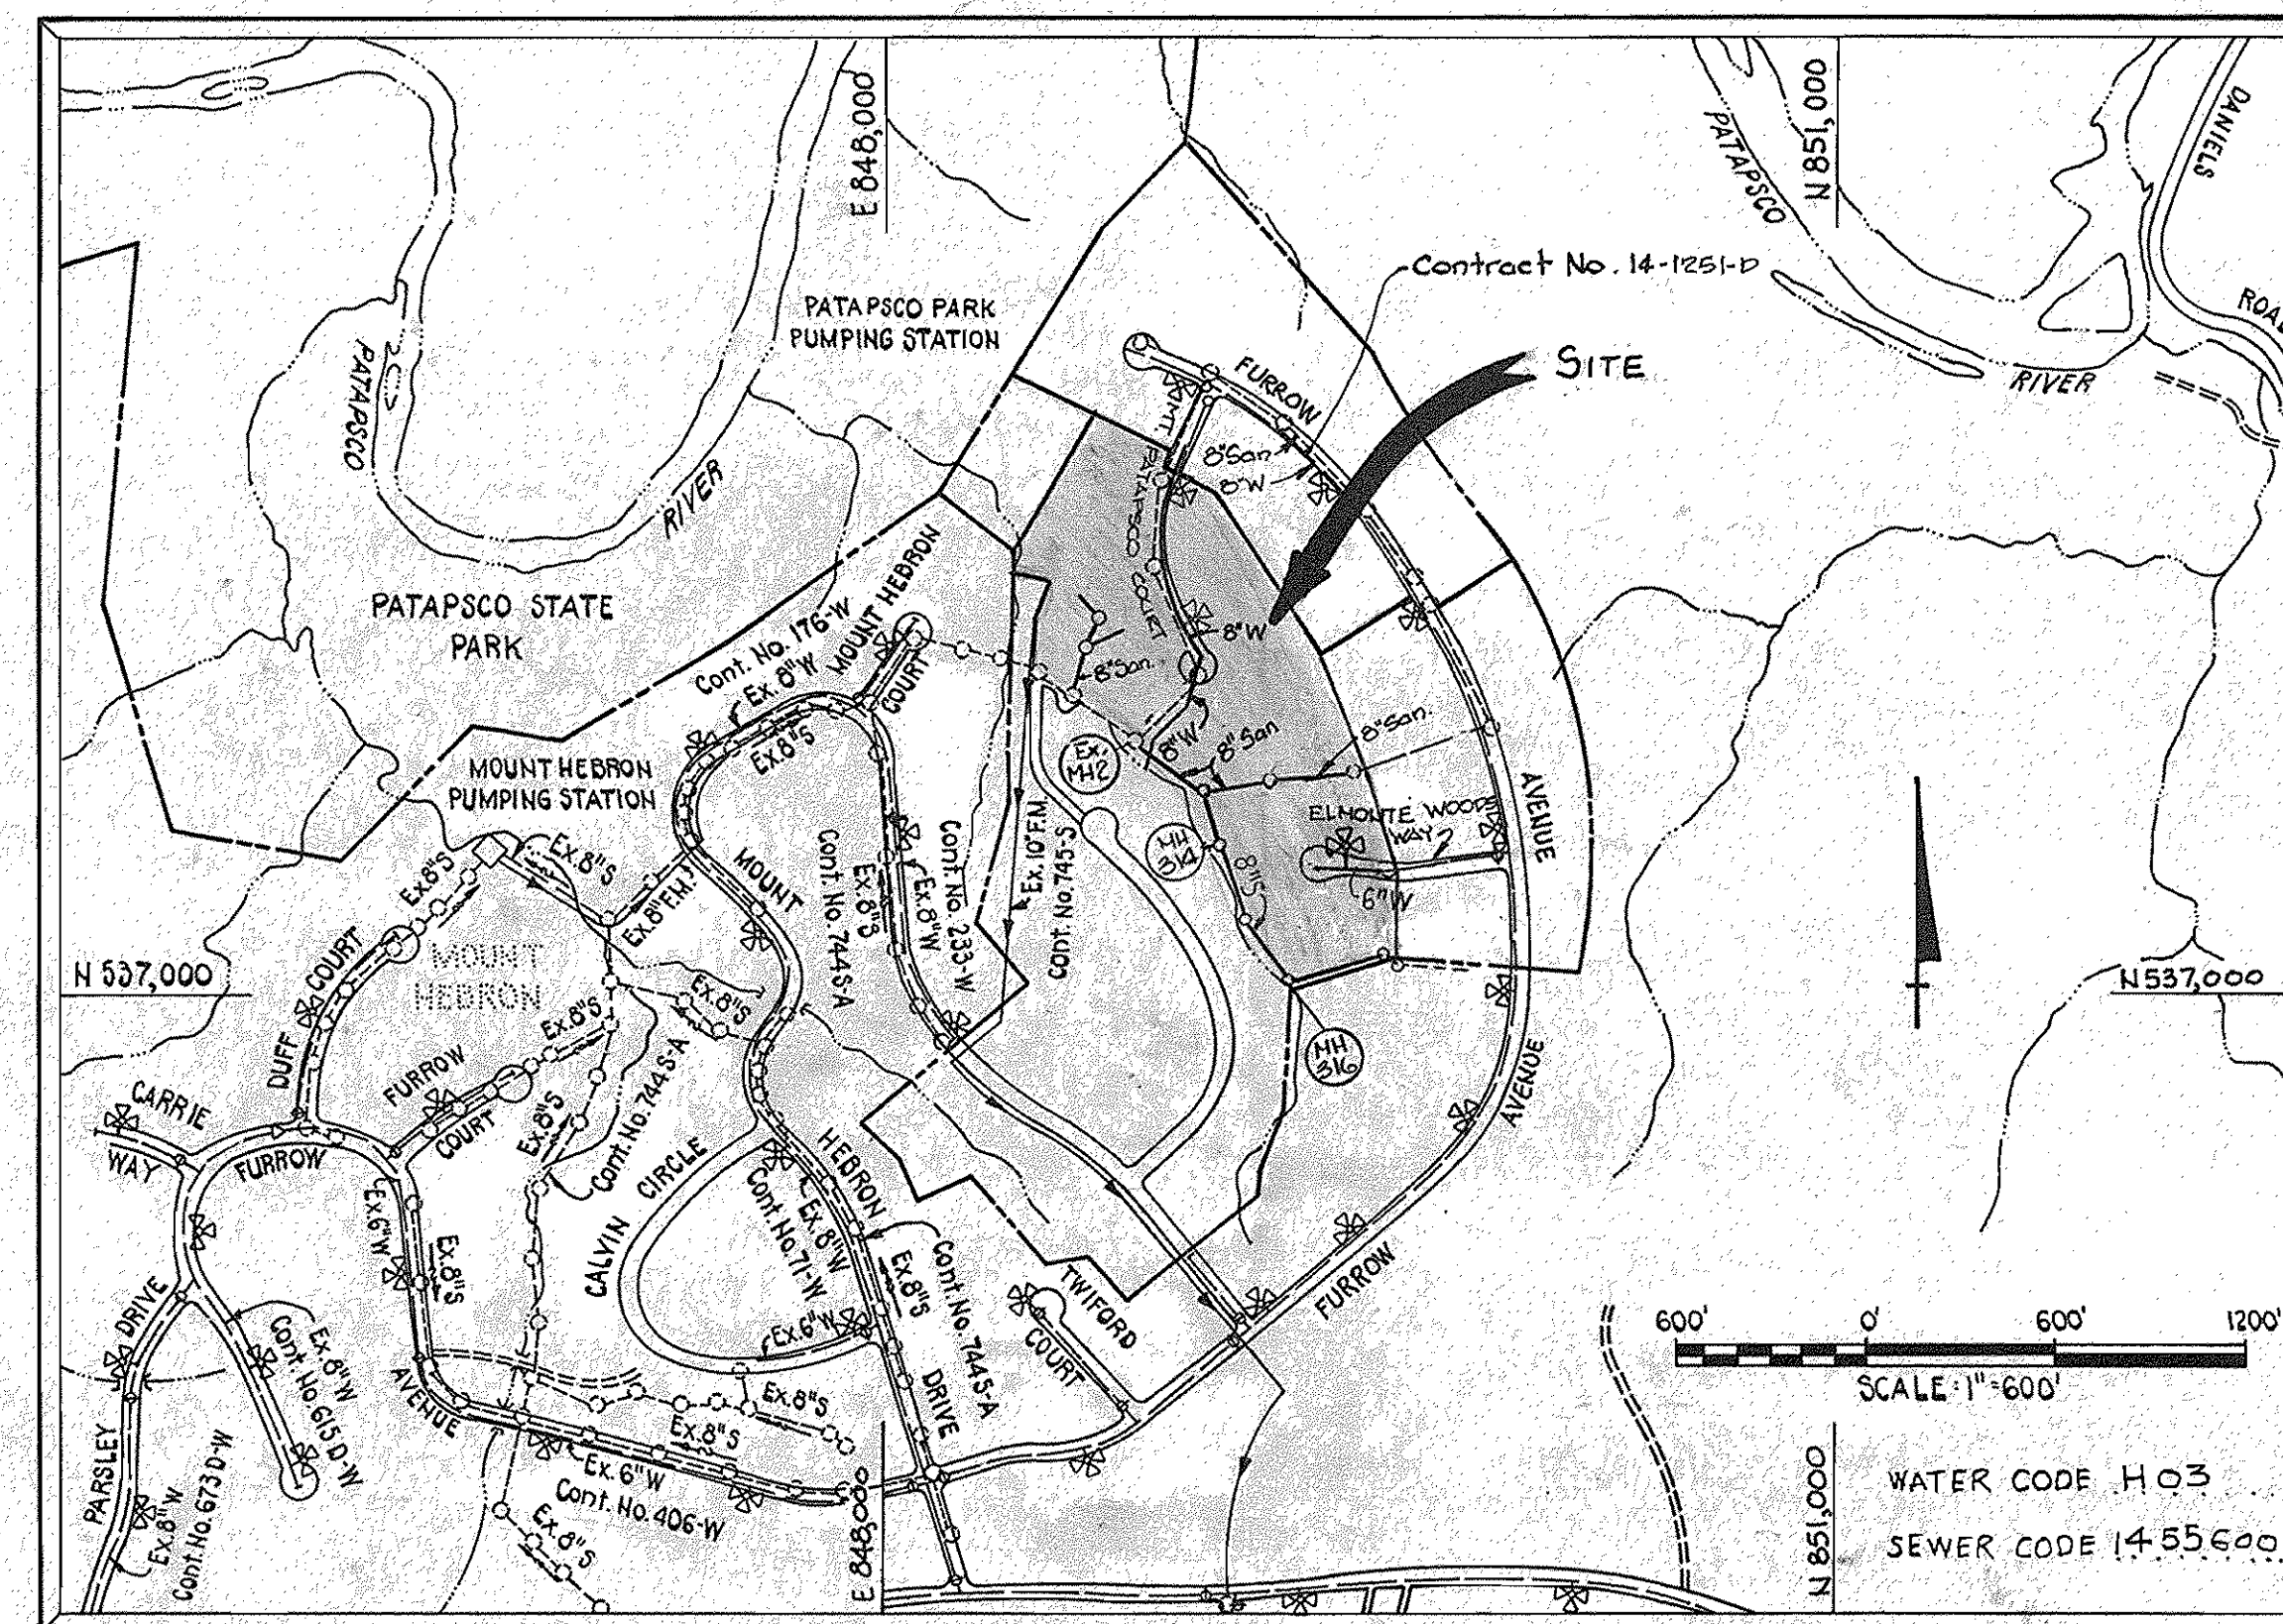 E 848,000
N 851,000
DANIELS
ROAD
PATAPSCO
RIVER
Contract No. 14-1251-D
SITE
PATAPSCO PARK
PUMPING STATION
PATAPSCO
RIVER
FURROW
MT. PATAPSCO COURT
8"San
8"W
8"W
8"San.
8"W
8"San
8"San.
PATAPSCO STATE
PARK
Cont. No. 176-W
Ex. 8"W
MOUNT HEBRON
COURT
Ex.8"S
MOUNT HEBRON
PUMPING STATION
Ex.
MH2
ELMONTE WOODS
WAY
6"W
AVENUE
MH
314
8"S
Ex.8"S
Ex.8"S
Ex.8"F.M.
MOUNT
Cont. No. 744S-A
Ex.8"S
Ex.8"W
Cont. No. 233-W
Ex.10"F.M.
Cont. No. 745-S
N 537,000
MOUNT
HEBRON
DUFF
COURT
N537,000
Ex.8"S
Ex.8"S
MH
316
AVENUE
CARRIE
WAY
FURROW
FURROW
COURT
Ex.8"S
Cont. No. 744S-A
CALVIN
CIRCLE
HEBRON
DRIVE
Ex.8"W
Cont. No. 71-W
Ex.8"S
Cont. No. 744S-A
Ex.6"W
TWIFORD
COURT
FURROW
Ex.6"W
Ex.8"S
PARSLEY
DRIVE
Ex.8"W
Cont. No. 615 D-W
AVENUE
Ex.8"S
Ex.8"S
Ex. 6"W
Cont. No. 406-W
Ex.8"S
Ex.8"W
Cont. No. 673 D-W
E 848,000
600'
0'
600'
1200'
SCALE: 1"=600'
N 851,000
WATER CODE H03
SEWER CODE 1455600